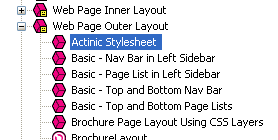 Web Page Inner Layout
Web Page Outer Layout
Actinic Stylesheet
Basic - Nav Bar in Left Sidebar
Basic - Page List in Left Sidebar
Basic - Top and Bottom Nav Bar
Basic - Top and Bottom Page Lists
Brochure Page Layout Using CSS Layers
BrochureLayout